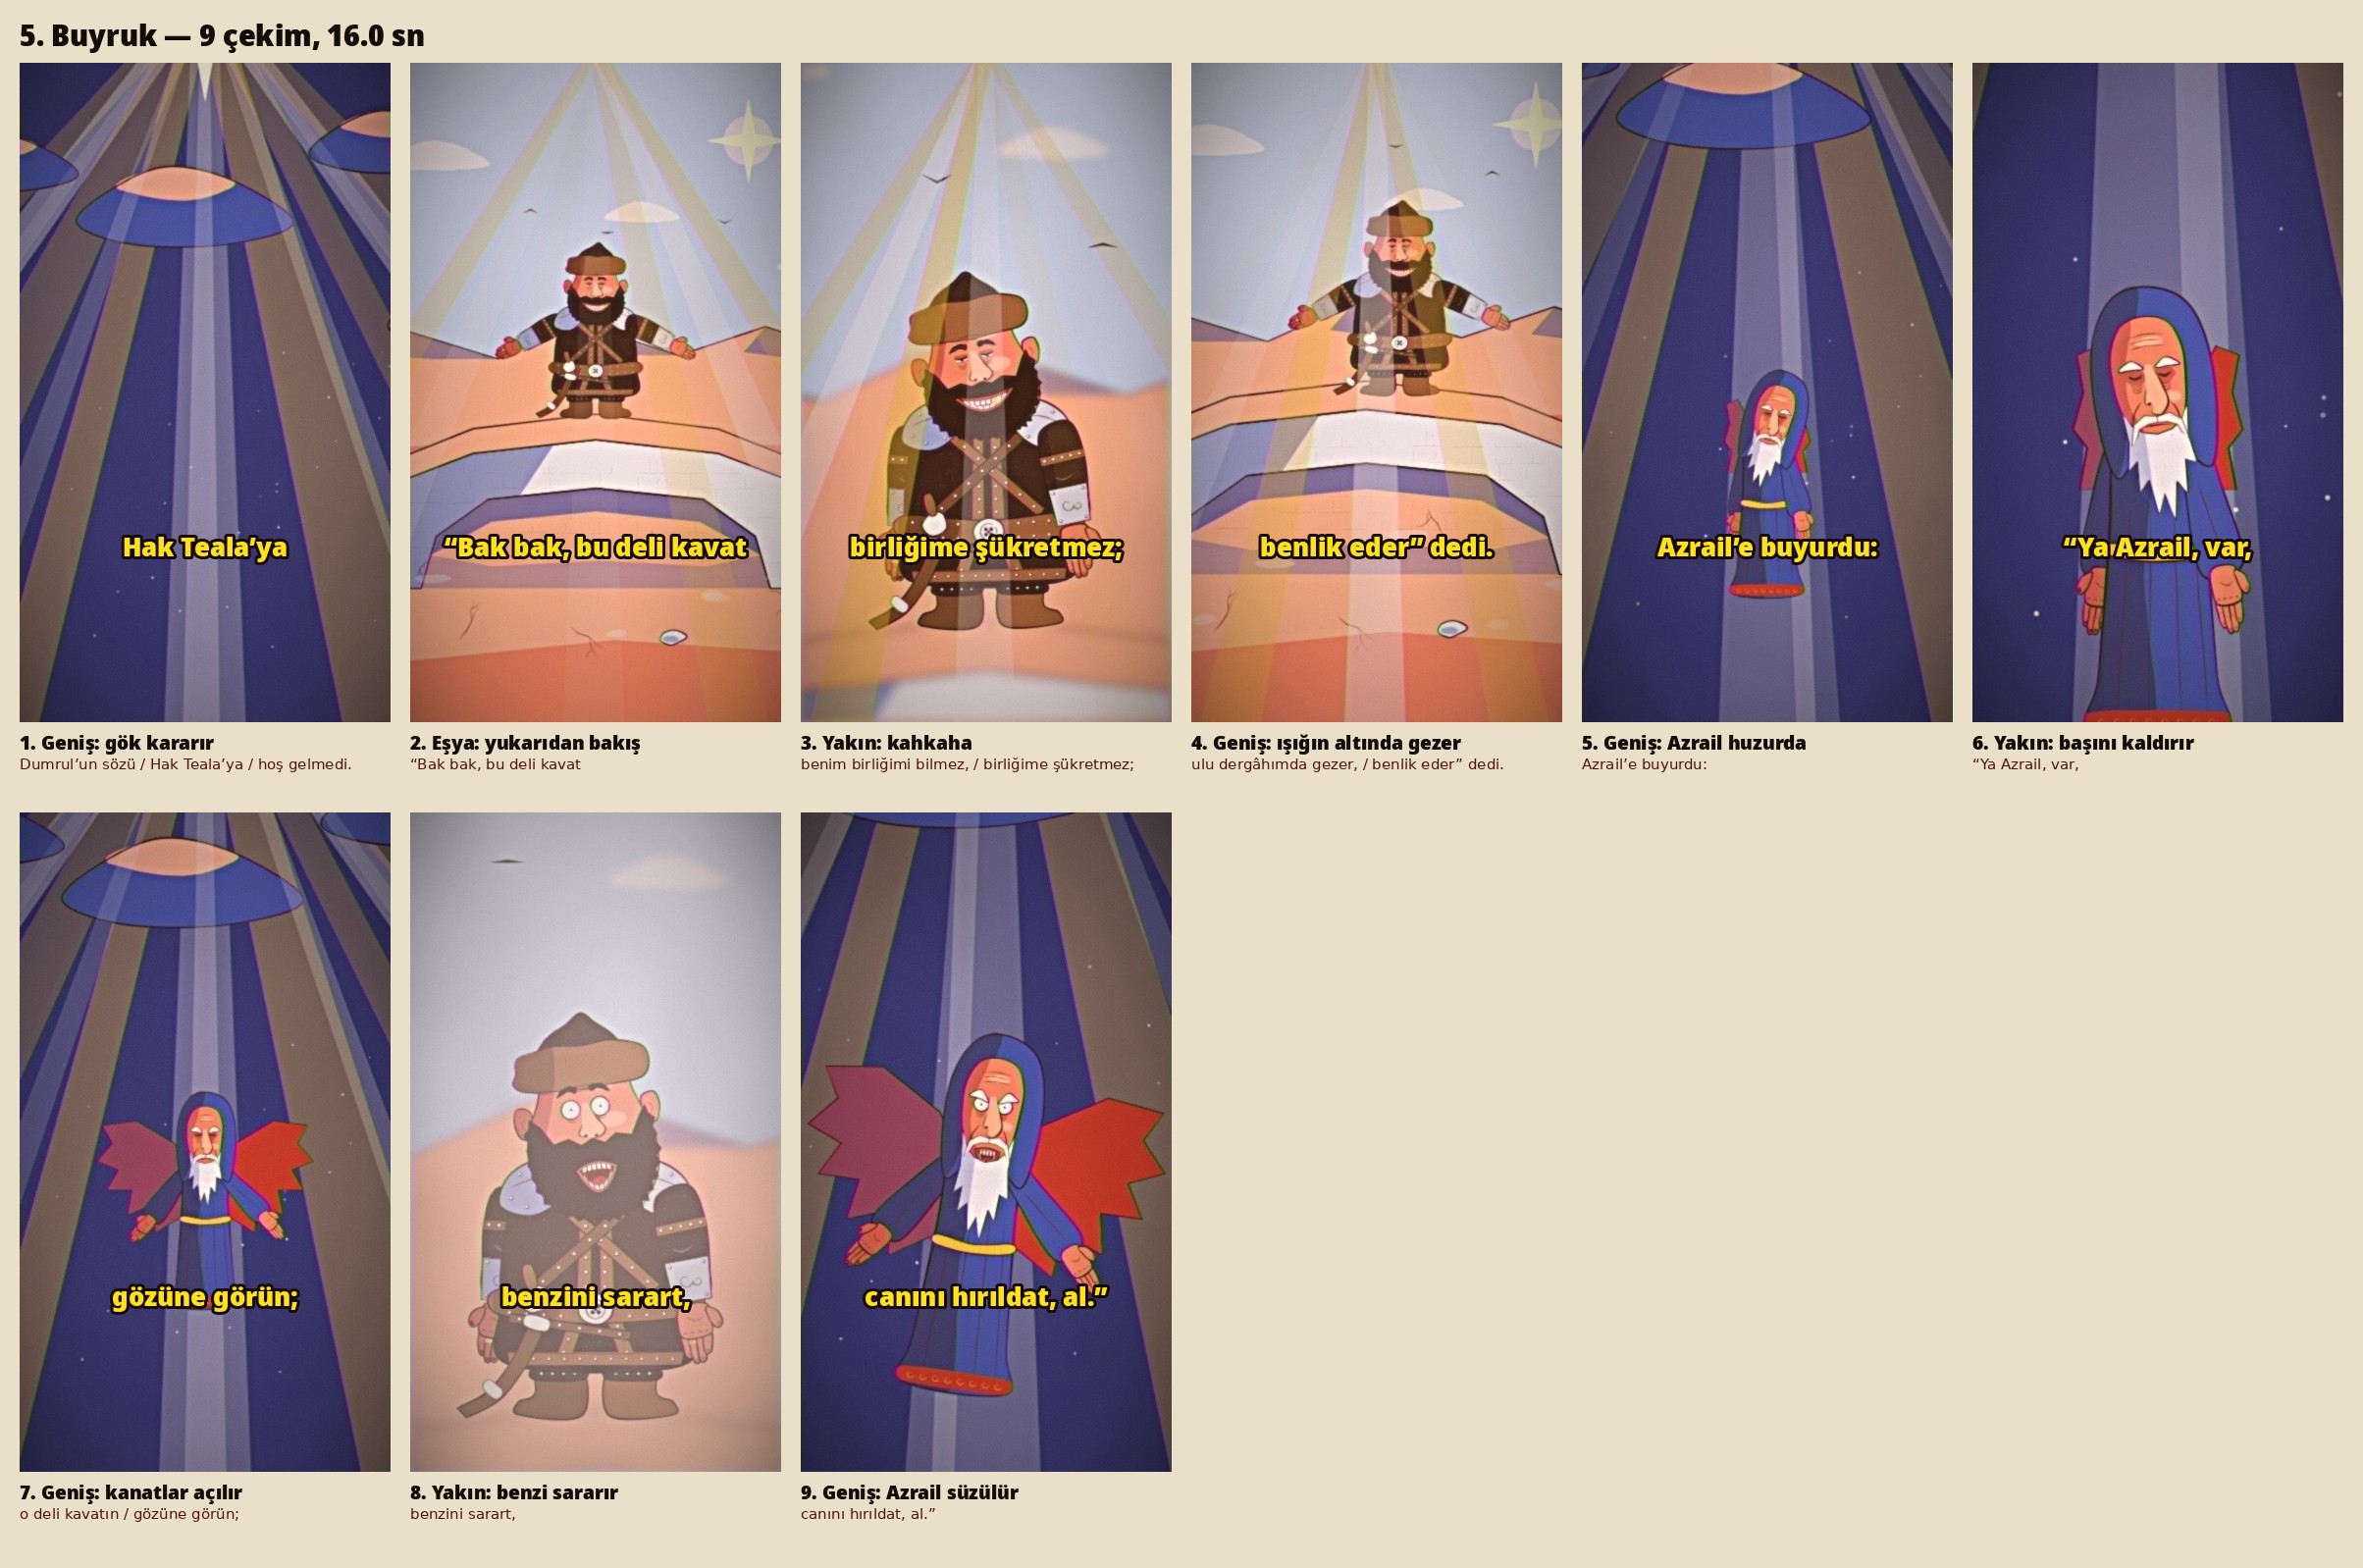 5. Buyruk — 9 çekim, 16.0 sn
Hak Teala’ya
“Bak bak, bu deli kavat
birliğime şükretmez;
benlik eder” dedi.
Azrail’e buyurdu:
“Ya Azrail, var,
1. Geniş: gök kararır
Dumrul’un sözü / Hak Teala’ya / hoş gelmedi.
2. Eşya: yukarıdan bakış
“Bak bak, bu deli kavat
3. Yakın: kahkaha
benim birliğimi bilmez, / birliğime şükretmez;
4. Geniş: ışığın altında gezer
ulu dergâhımda gezer, / benlik eder” dedi.
5. Geniş: Azrail huzurda
Azrail’e buyurdu:
6. Yakın: başını kaldırır
“Ya Azrail, var,
gözüne görün;
benzini sarart,
canını hırıldat, al.”
7. Geniş: kanatlar açılır
o deli kavatın / gözüne görün;
8. Yakın: benzi sararır
benzini sarart,
9. Geniş: Azrail süzülür
canını hırıldat, al.”